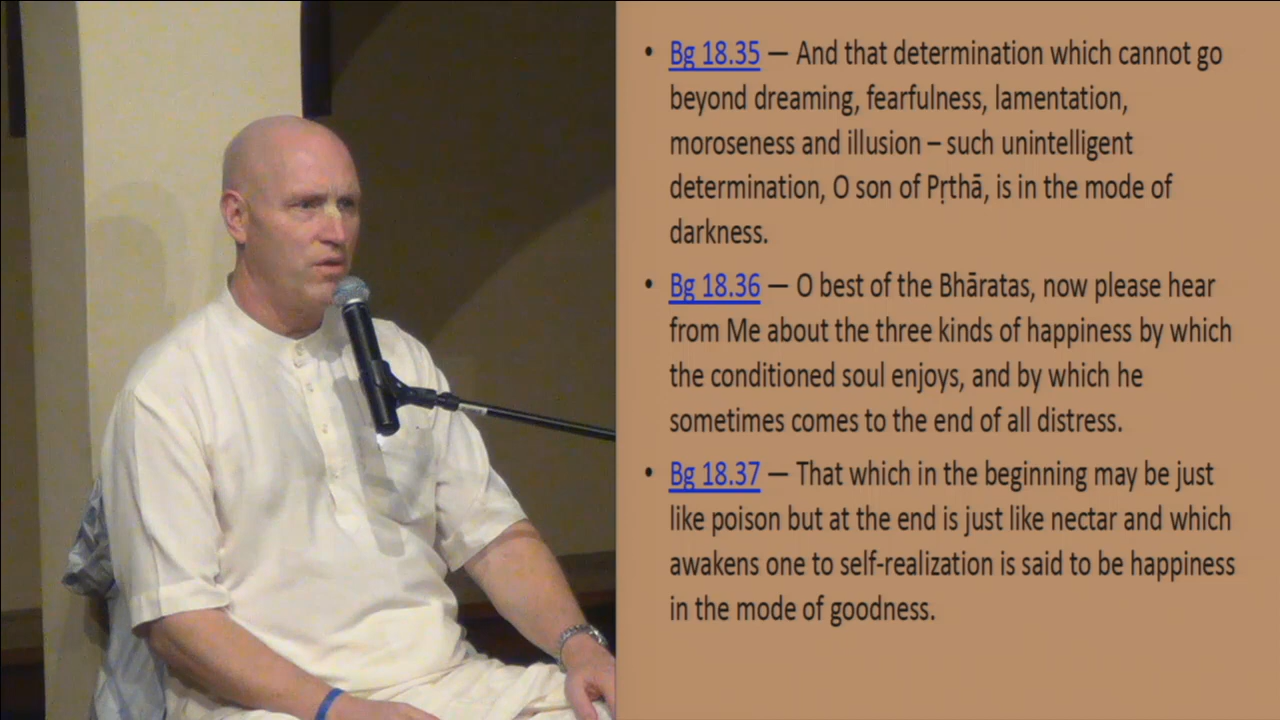 • Bg 18.35 — And that determination which cannot go
beyond dreaming, fearfulness, lamentation,
moroseness and illusion – such unintelligent
determination, O son of Pṛthā, is in the mode of
darkness.
• Bg 18.36 — O best of the Bhāratas, now please hear
from Me about the three kinds of happiness by which
the conditioned soul enjoys, and by which he
sometimes comes to the end of all distress.
• Bg 18.37 — That which in the beginning may be just
like poison but at the end is just like nectar and which
awakens one to self-realization is said to be happiness
in the mode of goodness.